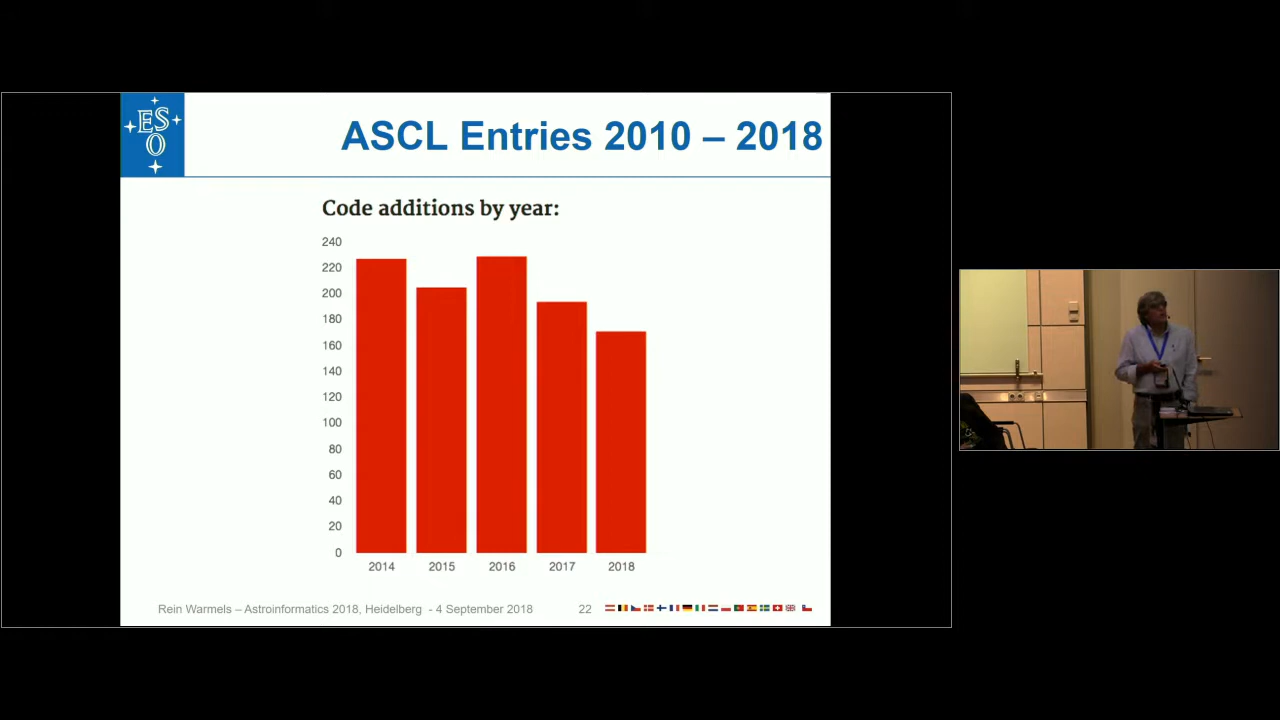 ESO
ASCL Entries 2010 – 2018
Code additions by year:
240
220
200
180
160
140
120
100
80
60
40
20
0
2014 2015 2016 2017 2018
Rein Warmels – Astroinformatics 2018, Heidelberg - 4 September 2018 22